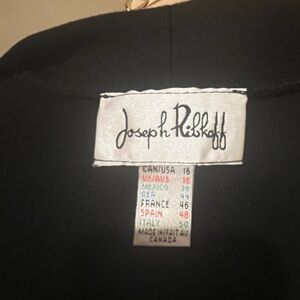 Joseph Ribkoff
CAN/USA 16
UK/AUS 18
MEXICO 38
GER 44
FRANCE 46
SPAIN 48
ITALY 50
MADE IN/FAIT AU
CANADA